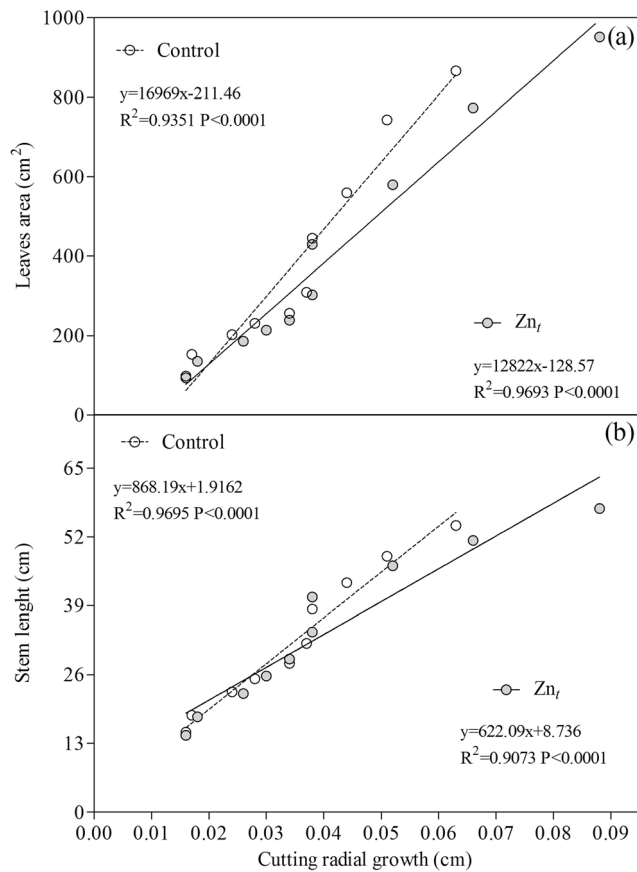 1000
(a)
Control
800
y=16969x-211.46
R²=0.9351 P<0.0001
Leaves area (cm²)
600
400
200
Znₜ
y=12822x-128.57
R²=0.9693 P<0.0001
0
(b)
Control
65
y=868.19x+1.9162
R²=0.9695 P<0.0001
52
Stem lenght (cm)
39
26
Znₜ
13
y=622.09x+8.736
R²=0.9073 P<0.0001
0
0.00 0.01 0.02 0.03 0.04 0.05 0.06 0.07 0.08 0.09
Cutting radial growth (cm)